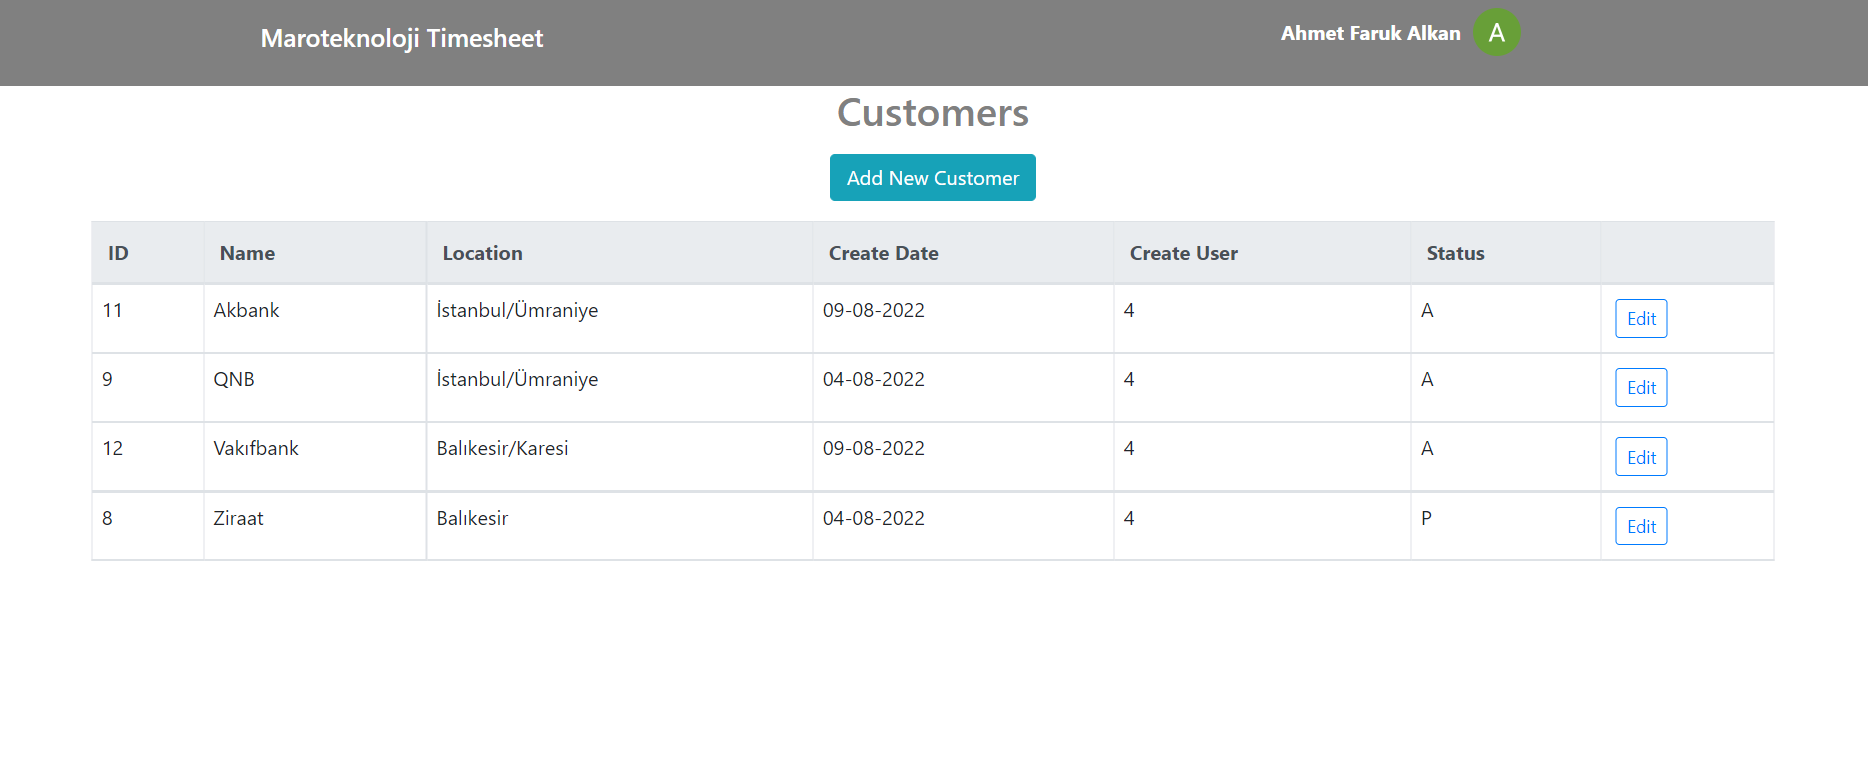 Maroteknoloji Timesheet
Ahmet Faruk Alkan A
Customers
Add New Customer
ID Name Location Create Date Create User Status
11 Akbank İstanbul/Ümraniye 09-08-2022 4 A Edit
9 QNB İstanbul/Ümraniye 04-08-2022 4 A Edit
12 Vakıfbank Balıkesir/Karesi 09-08-2022 4 A Edit
8 Ziraat Balıkesir 04-08-2022 4 P Edit